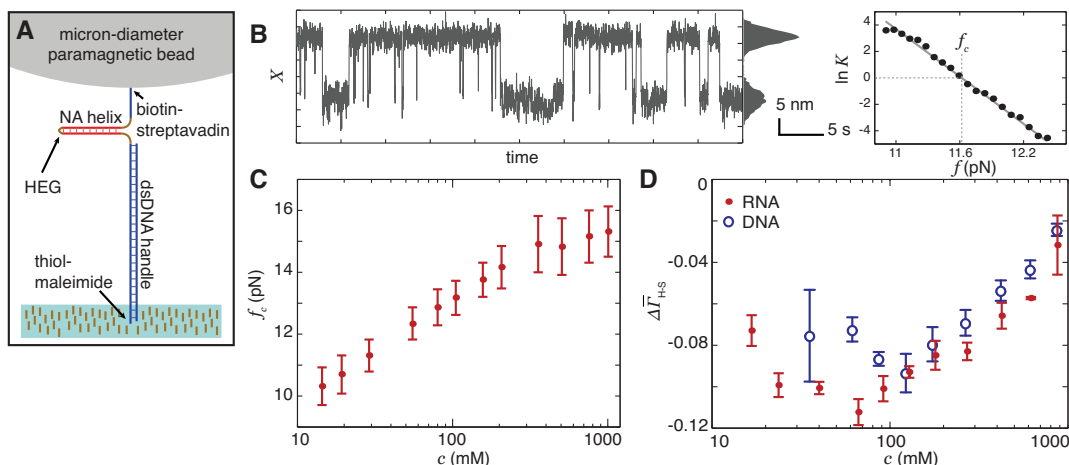 A
micron-diameter
paramagnetic bead
NA helix
biotin-
streptavadin
HEG
dsDNA handle
thiol-
maleimide
B
X
time
5 nm
5 s
ln K
4
2
0
-2
-4
f_c
11
11.6
12.2
f (pN)
C
f_c (pN)
16
14
12
10
10
100
1000
c (mM)
D
RNA
DNA
ΔΓ̅_H-S
0
-0.04
-0.08
-0.12
10
100
1000
c (mM)